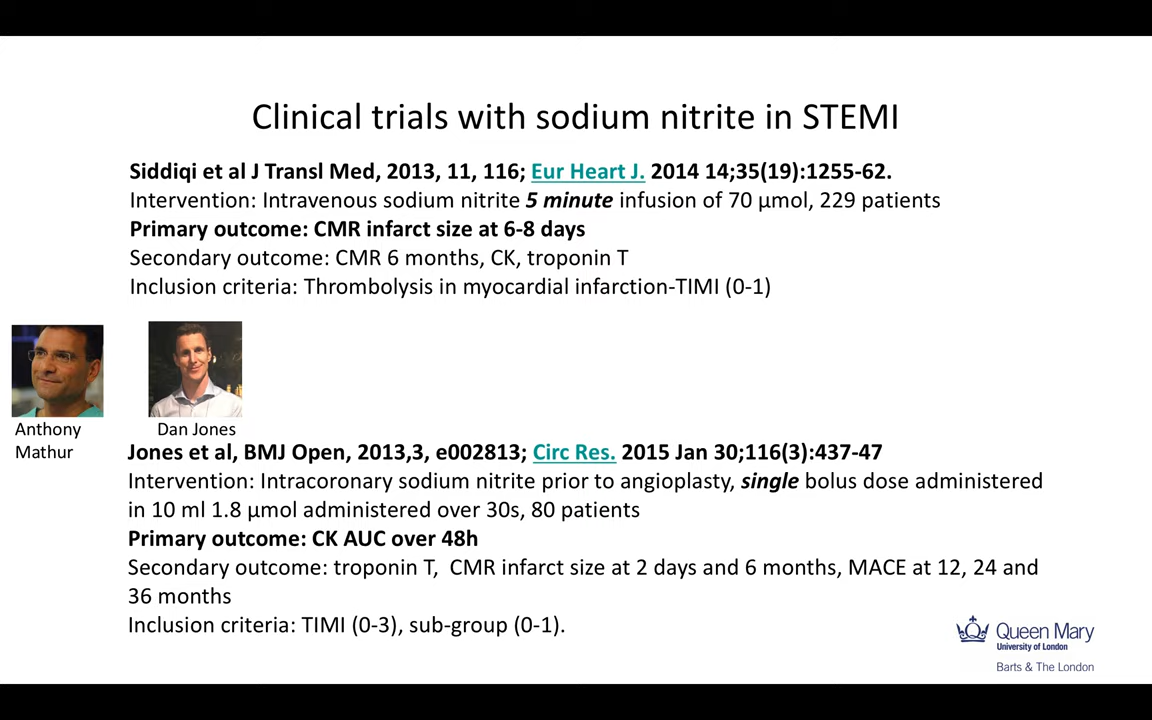 Clinical trials with sodium nitrite in STEMI
Siddiqi et al J Transl Med, 2013, 11, 116; Eur Heart J. 2014 14;35(19):1255-62.
Intervention: Intravenous sodium nitrite 5 minute infusion of 70 µmol, 229 patients
Primary outcome: CMR infarct size at 6-8 days
Secondary outcome: CMR 6 months, CK, troponin T
Inclusion criteria: Thrombolysis in myocardial infarction-TIMI (0-1)
Anthony
Mathur
Dan Jones
Jones et al, BMJ Open, 2013,3, e002813; Circ Res. 2015 Jan 30;116(3):437-47
Intervention: Intracoronary sodium nitrite prior to angioplasty, single bolus dose administered
in 10 ml 1.8 µmol administered over 30s, 80 patients
Primary outcome: CK AUC over 48h
Secondary outcome: troponin T, CMR infarct size at 2 days and 6 months, MACE at 12, 24 and
36 months
Inclusion criteria: TIMI (0-3), sub-group (0-1).
Queen Mary
University of London
Barts & The London